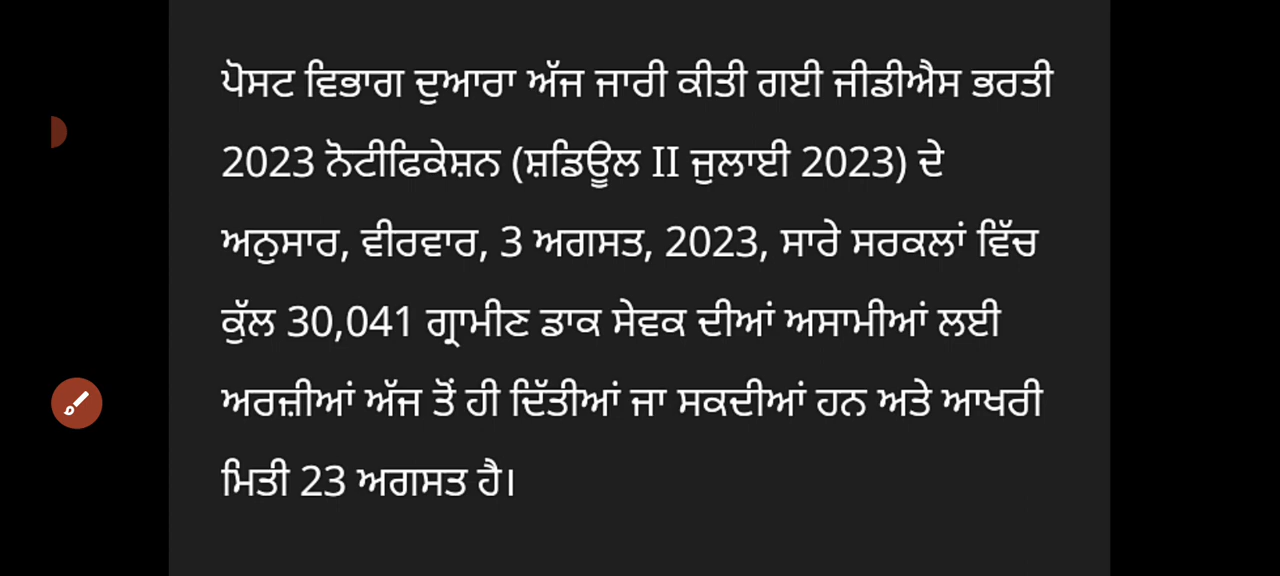 ਪੋਸਟ ਵਿਭਾਗ ਦੁਆਰਾ ਅੱਜ ਜਾਰੀ ਕੀਤੀ ਗਈ ਜੀਡੀਐਸ ਭਰਤੀ
2023 ਨੋਟੀਫਿਕੇਸ਼ਨ (ਸ਼ਡਿਊਲ II ਜੁਲਾਈ 2023) ਦੇ
ਅਨੁਸਾਰ, ਵੀਰਵਾਰ, 3 ਅਗਸਤ, 2023, ਸਾਰੇ ਸਰਕਲਾਂ ਵਿੱਚ
ਕੁੱਲ 30,041 ਗ੍ਰਾਮੀਣ ਡਾਕ ਸੇਵਕ ਦੀਆਂ ਅਸਾਮੀਆਂ ਲਈ
ਅਰਜ਼ੀਆਂ ਅੱਜ ਤੋਂ ਹੀ ਦਿੱਤੀਆਂ ਜਾ ਸਕਦੀਆਂ ਹਨ ਅਤੇ ਆਖਰੀ
ਮਿਤੀ 23 ਅਗਸਤ ਹੈ।